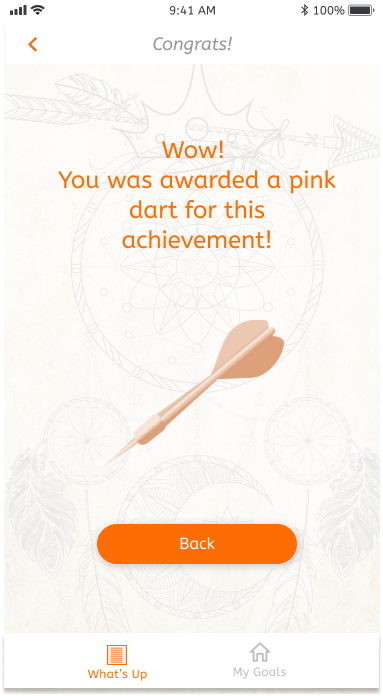 9:41 AM 100%
Congrats!
Wow!
You was awarded a pink
dart for this
achievement!
Back
What's Up My Goals